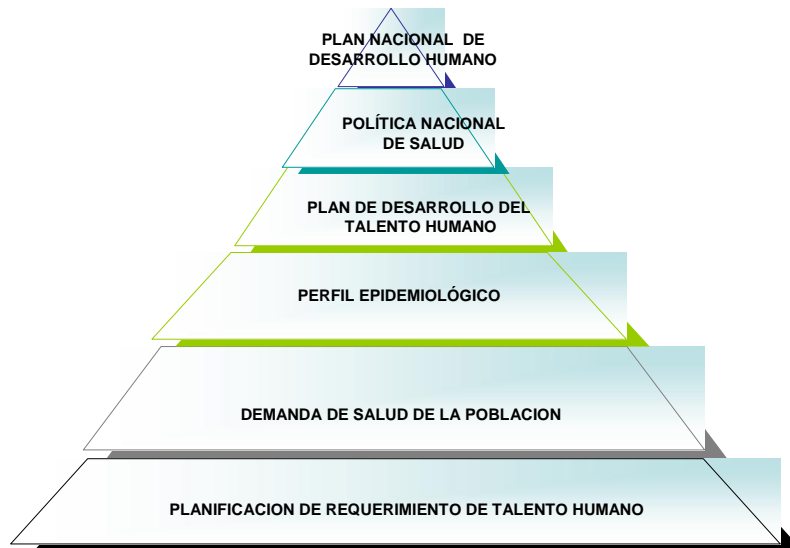 PLAN NACIONAL DE
DESARROLLO HUMANO
POLÍTICA NACIONAL
DE SALUD
PLAN DE DESARROLLO DEL
TALENTO HUMANO
PERFIL EPIDEMIOLÓGICO
DEMANDA DE SALUD DE LA POBLACION
PLANIFICACION DE REQUERIMIENTO DE TALENTO HUMANO